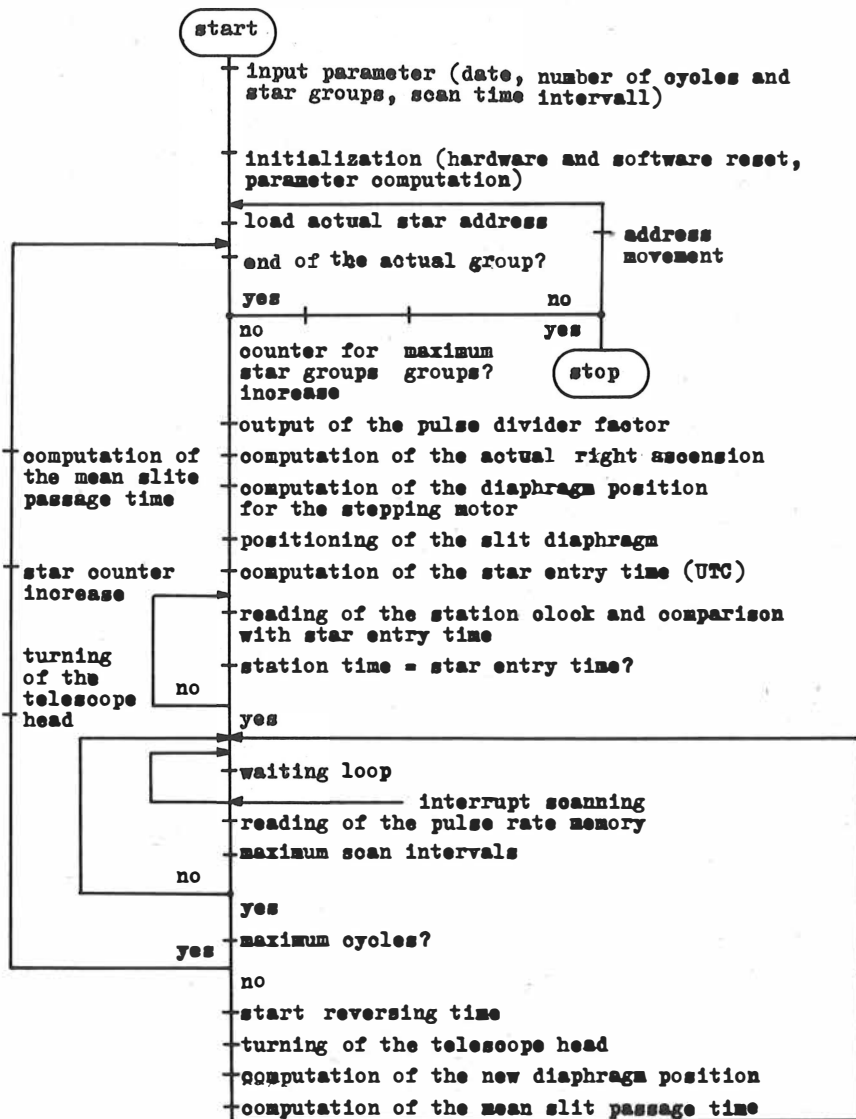 start
input parameter (date, number of cycles and
star groups, scan time intervall)
initialization (hardware and software reset,
parameter computation)
load actual star address
address
movement
end of the actual group?
yes
no
no
yes
counter for maximum
star groups groups?
increase
stop
output of the pulse divider factor
computation of
the mean slite
passage time
computation of the actual right ascension
computation of the diaphragm position
for the stepping motor
positioning of the slit diaphragm
star counter
increase
computation of the star entry time (UTC)
reading of the station clock and comparison
with star entry time
turning
of the
telescope
head
station time = star entry time?
no
yes
waiting loop
interrupt scanning
reading of the pulse rate memory
maximum scan intervals
no
yes
maximum cycles?
yes
no
start reversing time
turning of the telescope head
computation of the new diaphragm position
computation of the mean slit passage time